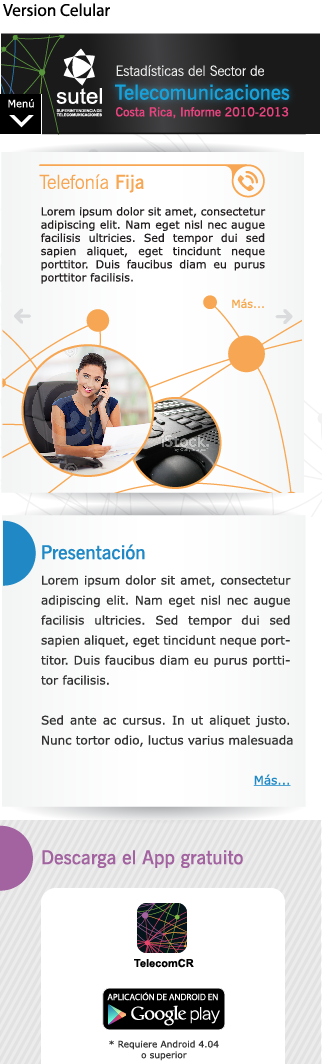 Version Celular
Menú
sutel
SUPERINTENDENCIA DE
TELECOMUNICACIONES
Estadísticas del Sector de
Telecomunicaciones
Costa Rica, Informe 2010-2013
Telefonía Fija
Lorem ipsum dolor sit amet, consectetur
adipiscing elit. Nam eget nisl nec augue
facilisis ultricies. Sed tempor dui sed
sapien aliquet, eget tincidunt neque
porttitor. Duis faucibus diam eu purus
porttitor facilisis.
Más...
iStock.
Presentación
Lorem ipsum dolor sit amet, consectetur
adipiscing elit. Nam eget nisl nec augue
facilisis ultricies. Sed tempor dui sed
sapien aliquet, eget tincidunt neque port-
titor. Duis faucibus diam eu purus portti-
tor facilisis.
Sed ante ac cursus. In ut aliquet justo.
Nunc tortor odio, luctus varius malesuada
Más...
Descarga el App gratuito
TelecomCR
APLICACIÓN DE ANDROID EN
Google play
* Requiere Android 4.04
o superior